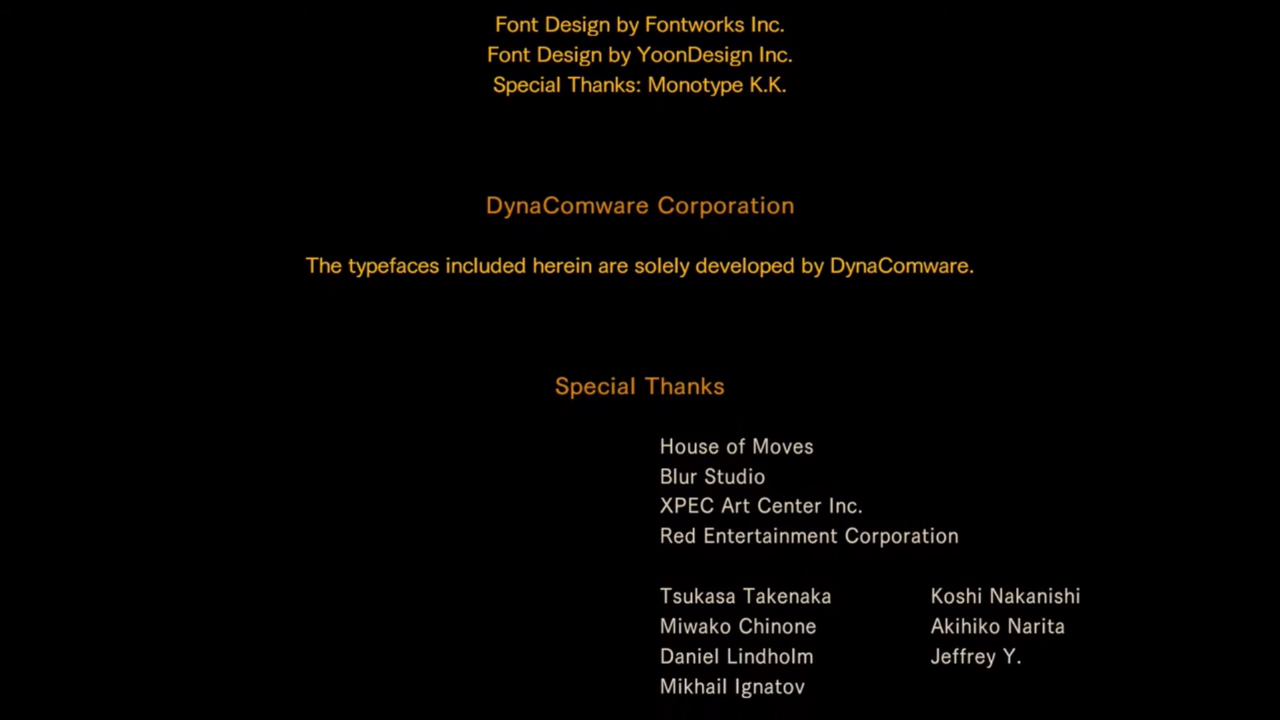 Font Design by Fontworks Inc.
Font Design by YoonDesign Inc.
Special Thanks: Monotype K.K.
DynaComware Corporation
The typefaces included herein are solely developed by DynaComware.
Special Thanks
House of Moves
Blur Studio
XPEC Art Center Inc.
Red Entertainment Corporation
Tsukasa Takenaka Koshi Nakanishi
Miwako Chinone Akihiko Narita
Daniel Lindholm Jeffrey Y.
Mikhail Ignatov